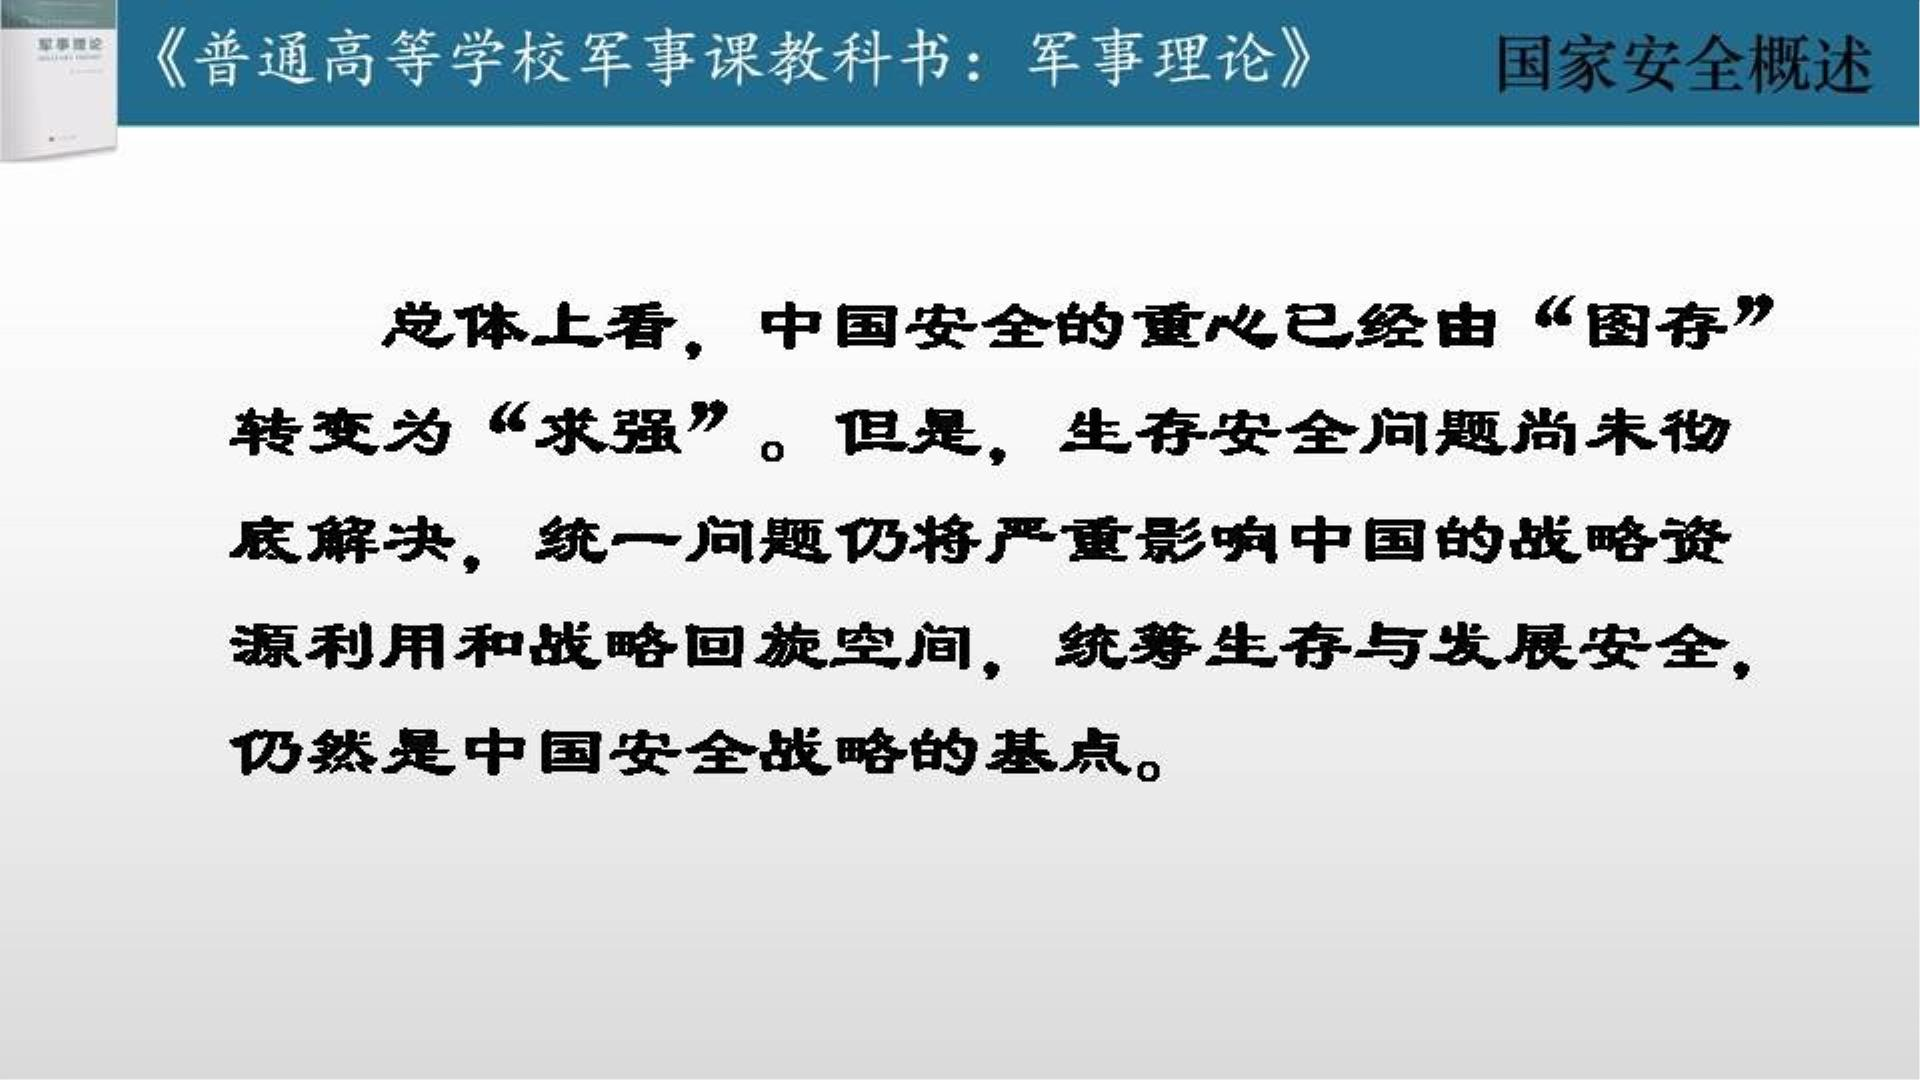 军事理论
《普通高等学校军事课教科书：军事理论》
国家安全概述
总体上看，中国安全的重心已经由“图存”
转变为“求强”。但是，生存安全问题尚未彻
底解决，统一问题仍将严重影响中国的战略资
源利用和战略回旋空间，统筹生存与发展安全，
仍然是中国安全战略的基点。